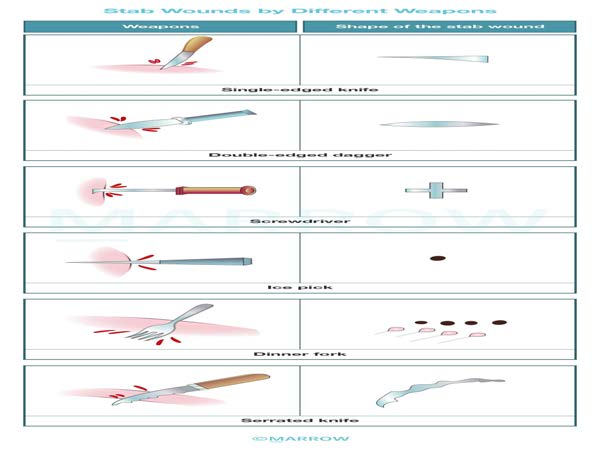 Stab Wounds by Different Weapons
Weapons
Shape of the stab wound
Single-edged knife
Double-edged dagger
Screwdriver
MARROW
Ice pick
Dinner fork
Serrated knife
©MARROW